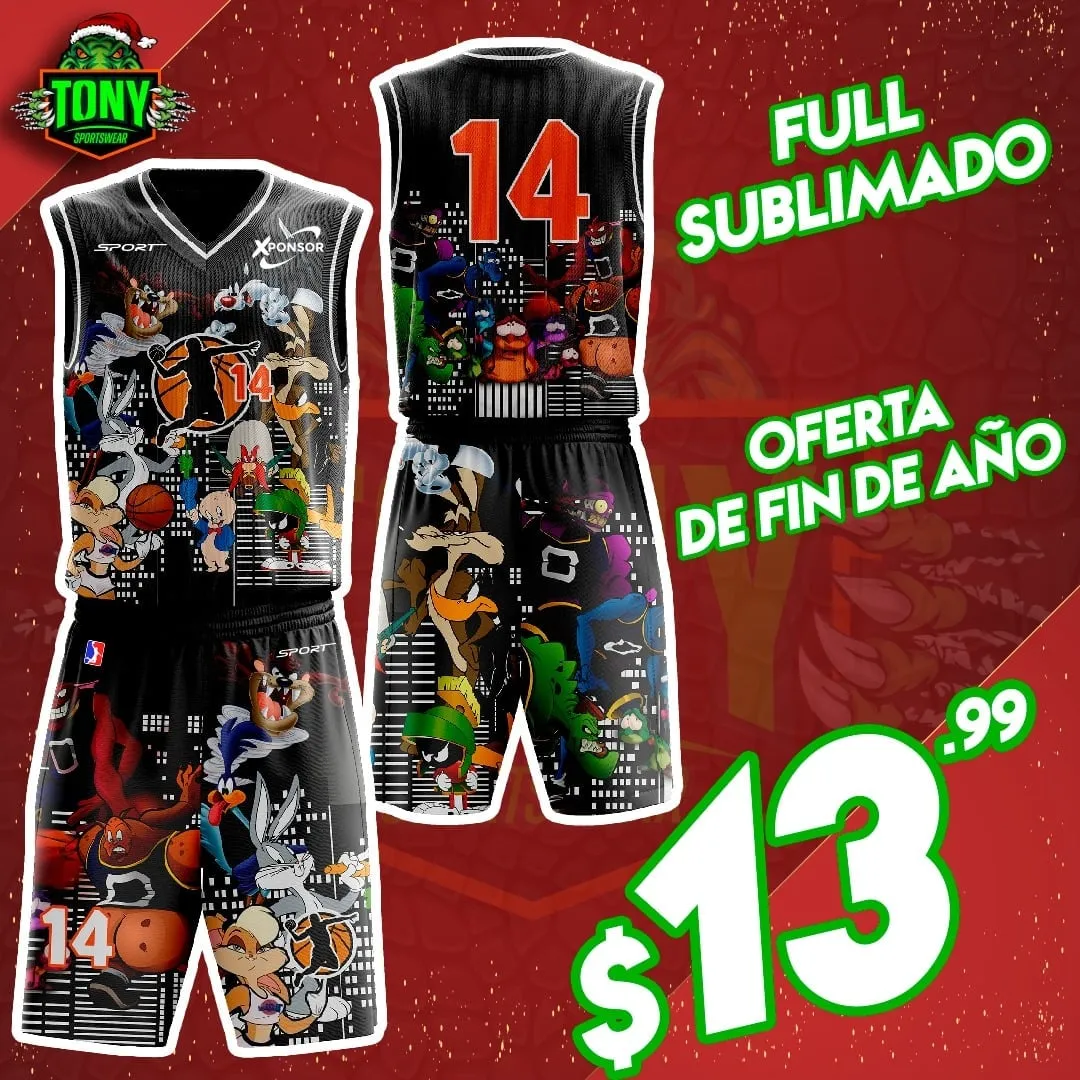 TONY
SPORTSWEAR
FULL
SUBLIMADO
14
SPORT
XPONSOR
14
OFERTA
DE FIN DE AÑO
SPORT
14
$13.99